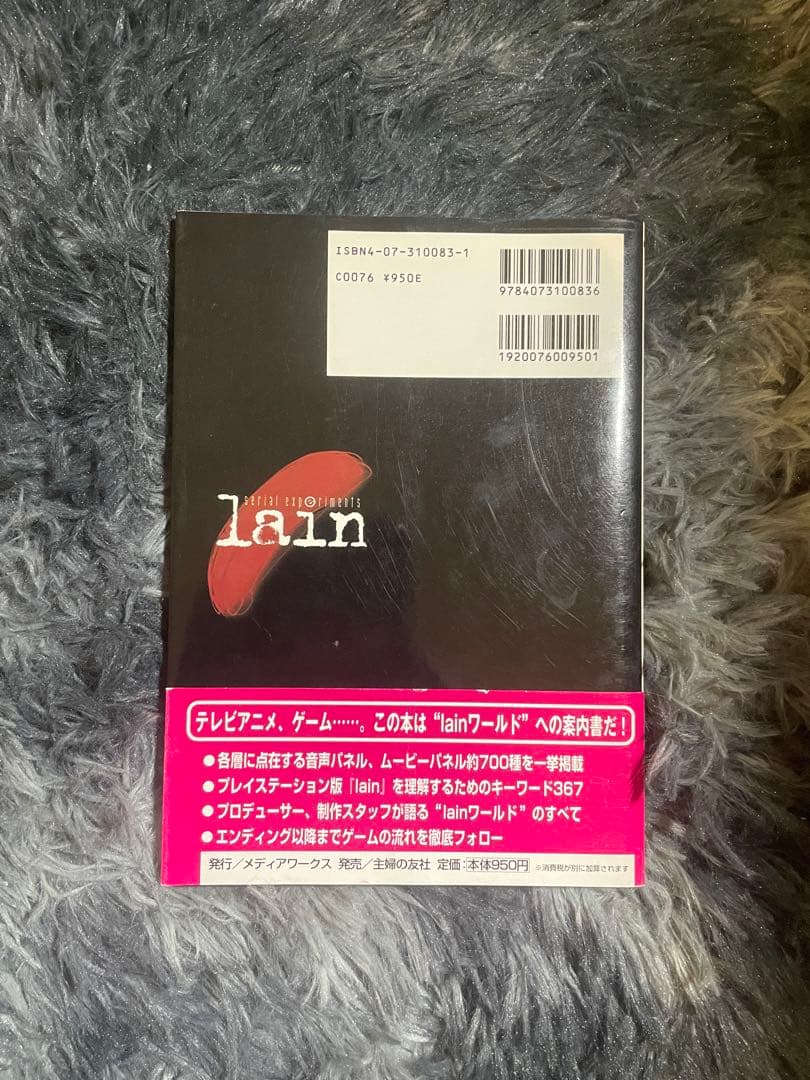 ISBN4-07-310083-1
C0076 ¥950E
9784073100836
1920076009501
serial experiments
lain
テレビアニメ、ゲーム……。この本は“lainワールド”への案内書だ！
●各層に点在する音声パネル、ムービーパネル約700種を一挙掲載
●プレイステーション版『lain』を理解するためのキーワード367
●プロデューサー、制作スタッフが語る“lainワールド”のすべて
●エンディング以降までゲームの流れを徹底フォロー
発行／メディアワークス 発売／主婦の友社 定価：本体950円 ※消費税が別に加算されます